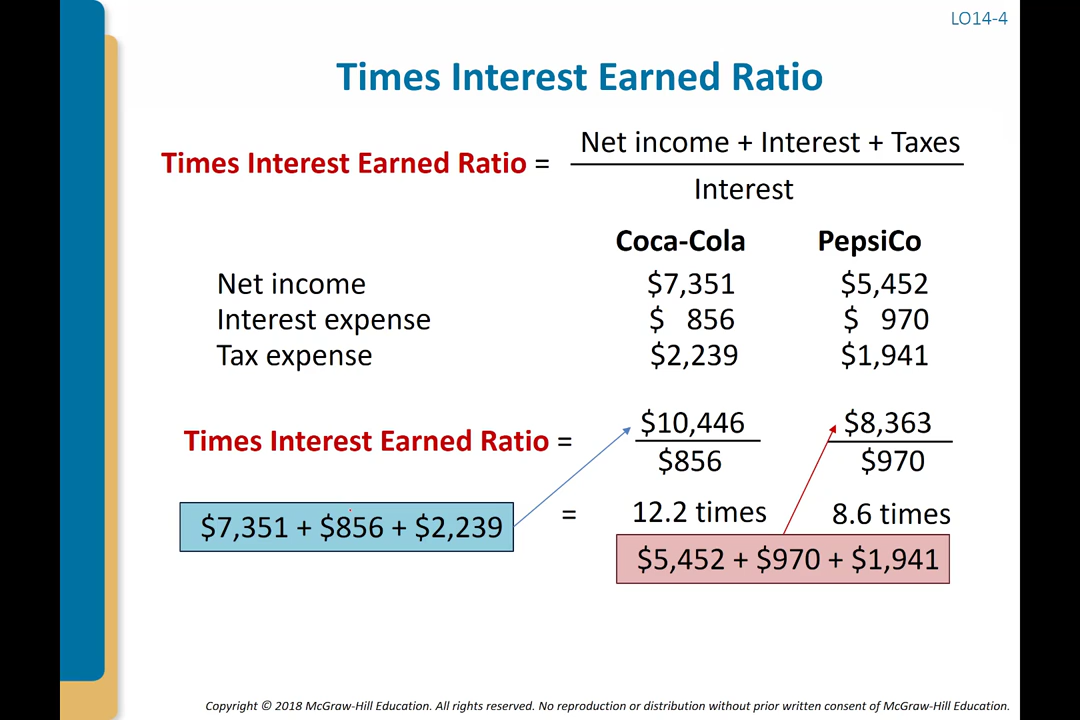 LO14-4
Times Interest Earned Ratio
Times Interest Earned Ratio =
Net income + Interest + Taxes
Interest
Coca-Cola PepsiCo
Net income $7,351 $5,452
Interest expense $ 856 $ 970
Tax expense $2,239 $1,941
Times Interest Earned Ratio =
$10,446 $8,363
$856 $970
= 12.2 times 8.6 times
$7,351 + $856 + $2,239
$5,452 + $970 + $1,941
Copyright © 2018 McGraw-Hill Education. All rights reserved. No reproduction or distribution without prior written consent of McGraw-Hill Education.